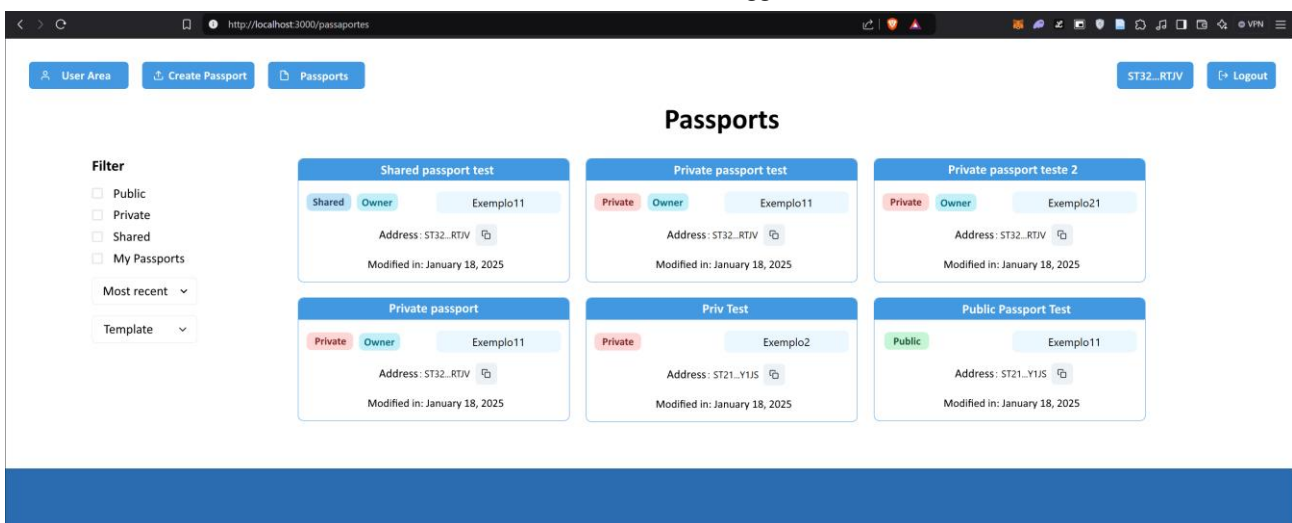 http://localhost:3000/passaportes
VPN
User Area
Create Passport
Passports
ST32...RTJV
Logout
Passports
Filter
Public
Private
Shared
My Passports
Most recent
Template
Shared passport test
Shared Owner Exemplo11
Address: ST32...RTJV
Modified in: January 18, 2025
Private passport test
Private Owner Exemplo11
Address: ST32...RTJV
Modified in: January 18, 2025
Private passport teste 2
Private Owner Exemplo21
Address: ST32...RTJV
Modified in: January 18, 2025
Private passport
Private Owner Exemplo11
Address: ST32...RTJV
Modified in: January 18, 2025
Priv Test
Private Exemplo2
Address: ST21...Y1JS
Modified in: January 18, 2025
Public Passport Test
Public Exemplo11
Address: ST21...Y1JS
Modified in: January 18, 2025